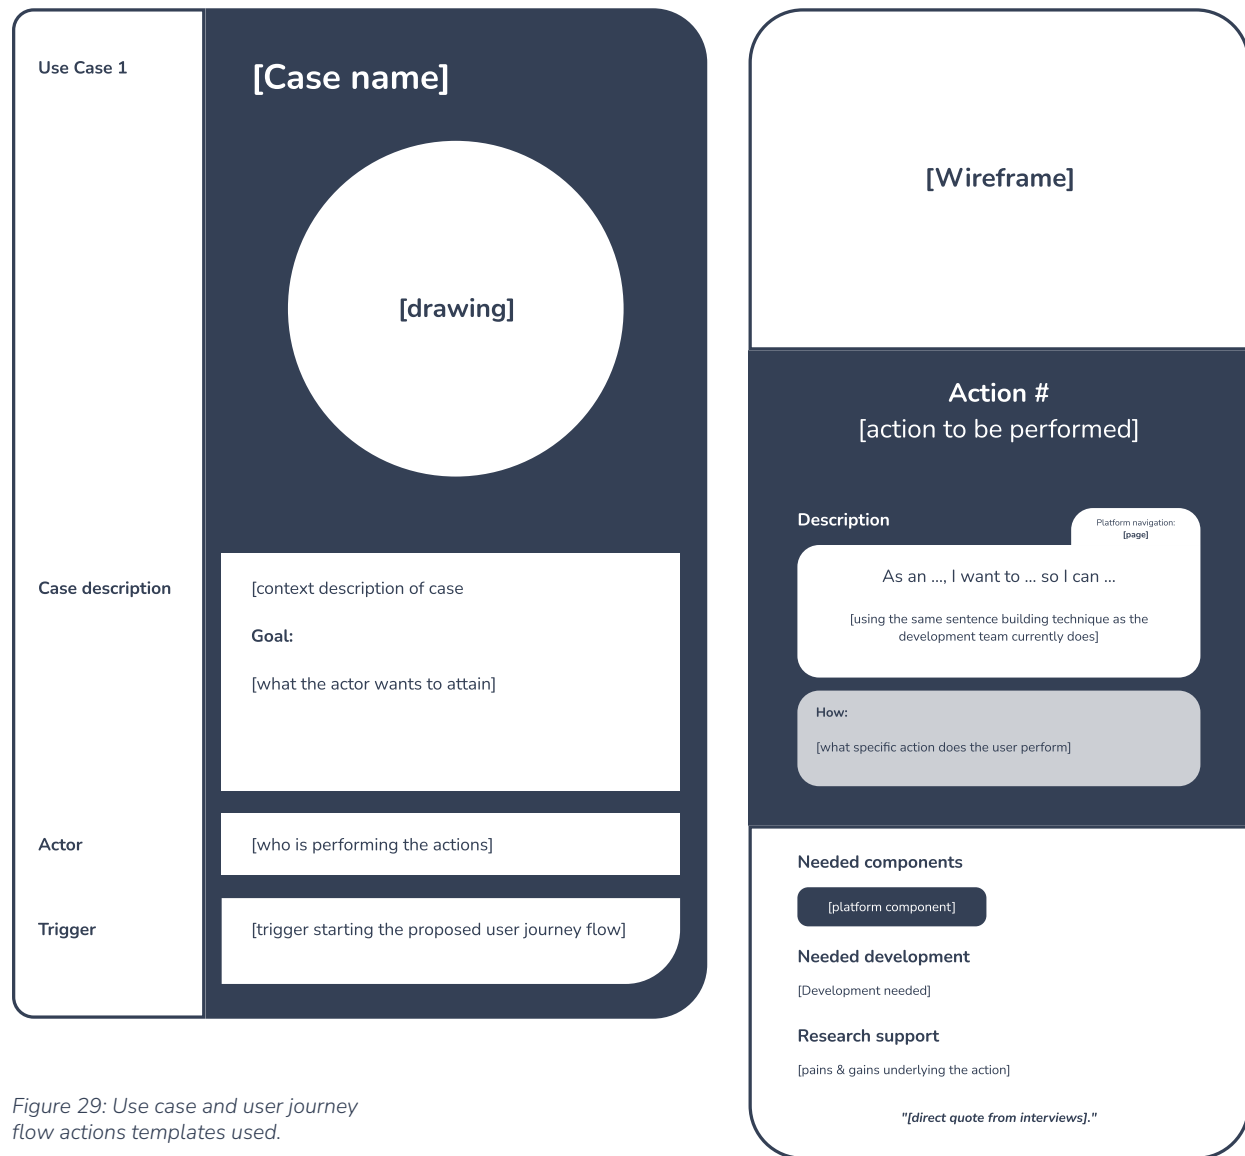 Use Case 1
[Case name]
[drawing]
Case description
[context description of case
Goal:
[what the actor wants to attain]
Actor
[who is performing the actions]
Trigger
[trigger starting the proposed user journey flow]
Figure 29: Use case and user journey
flow actions templates used.
[Wireframe]
Action #
[action to be performed]
Description
Platform navigation:
[page]
As an ..., I want to ... so I can ...
[using the same sentence building technique as the
development team currently does]
How:
[what specific action does the user perform]
Needed components
[platform component]
Needed development
[Development needed]
Research support
[pains & gains underlying the action]
"[direct quote from interviews]."